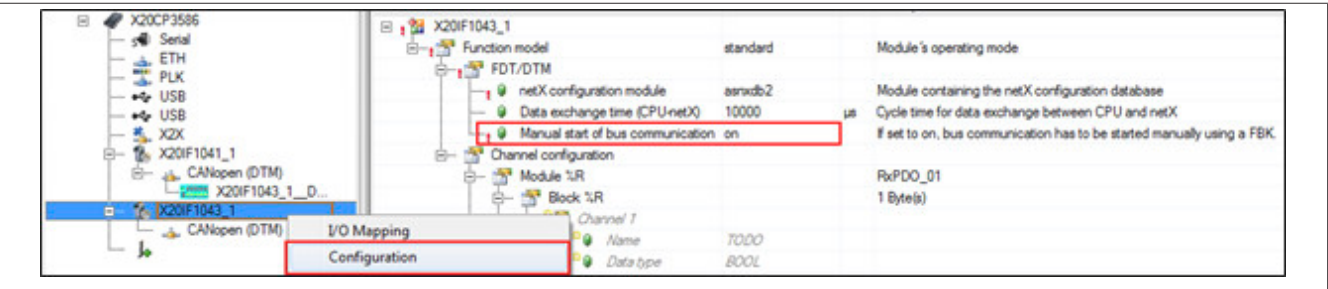 X20CP3586
Serial
ETH
PLK
USB
USB
X2X
X20IF1041_1
CANopen (DTM)
X20IF1043_1__D...
X20IF1043_1
CANopen (DTM)
I/O Mapping
Configuration
X20IF1043_1
Function model standard Module´s operating mode
FDT/DTM
netX configuration module asnxdb2 Module containing the netX configuration database
Data exchange time (CPU-netX) 10000 µs Cycle time for data exchange between CPU and netX
Manual start of bus communication on If set to on, bus communication has to be started manually using a FBK.
Channel configuration
Module %R RxPDO_01
Block %R 1 Byte(s)
Channel 1
Name TODO
Data type BOOL